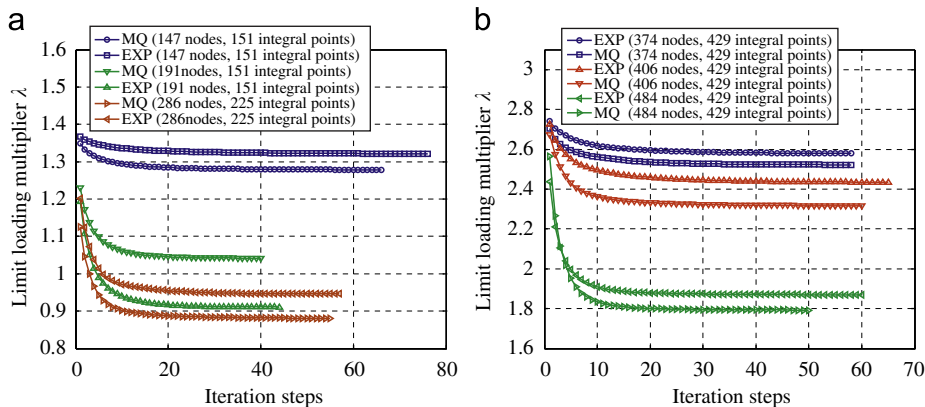 a
MQ (147 nodes, 151 integral points)
EXP (147 nodes, 151 integral points)
MQ (191nodes, 151 integral points)
EXP (191 nodes, 151 integral points)
MQ (286 nodes, 225 integral points)
EXP (286nodes, 225 integral points)
Limit loading multiplier λ
1.6
1.5
1.4
1.3
1.2
1.1
1
0.9
0.8
0
20
40
60
80
Iteration steps
b
EXP (374 nodes, 429 integral points)
MQ (374 nodes, 429 integral points)
EXP (406 nodes, 429 integral points)
MQ (406 nodes, 429 integral points)
EXP (484 nodes, 429 integral points)
MQ (484 nodes, 429 integral points)
Limit loading multiplier λ
3
2.8
2.6
2.4
2.2
2
1.8
1.6
0
10
20
30
40
50
60
70
Iteration steps